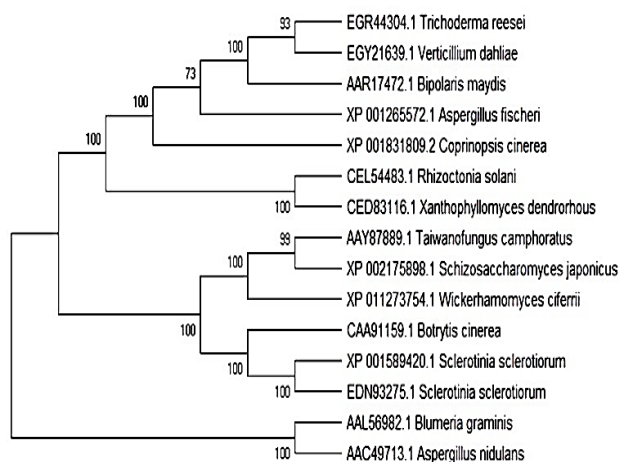 93
EGR44304.1 Trichoderma reesei
100
EGY21639.1 Verticillium dahliae
73
AAR17472.1 Bipolaris maydis
100
XP 001265572.1 Aspergillus fischeri
100
XP 001831809.2 Coprinopsis cinerea
CEL54483.1 Rhizoctonia solani
100
CED83116.1 Xanthophyllomyces dendrorhous
99
AAY87889.1 Taiwanofungus camphoratus
100
XP 002175898.1 Schizosaccharomyces japonicus
XP 011273754.1 Wickerhamomyces ciferrii
100
CAA91159.1 Botrytis cinerea
100
XP 001589420.1 Sclerotinia sclerotiorum
100
EDN93275.1 Sclerotinia sclerotiorum
AAL56982.1 Blumeria graminis
100
AAC49713.1 Aspergillus nidulans